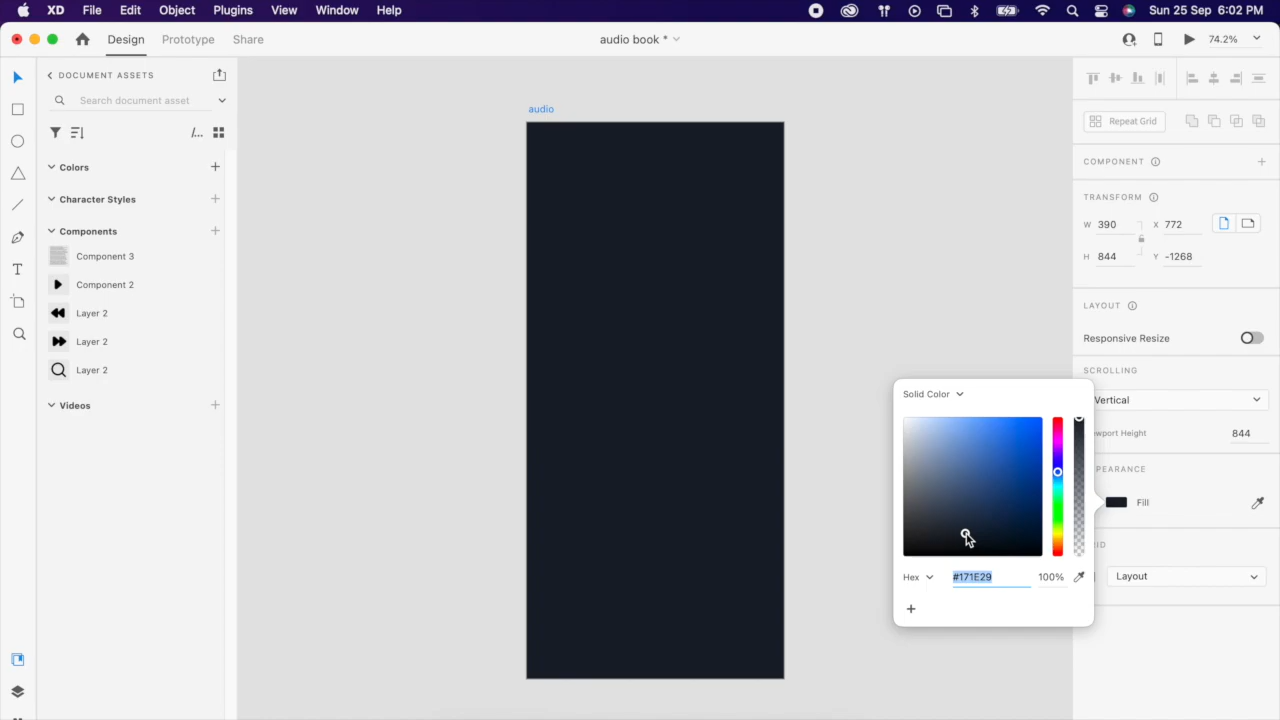 XD File Edit Object Plugins View Window Help Sun 25 Sep 6:02 PM
Design Prototype Share audio book * 74.2%
DOCUMENT ASSETS
Search document asset
/...
Colors
Character Styles
Components
Component 3
Component 2
Layer 2
Layer 2
Layer 2
Videos
T
audio
Repeat Grid
COMPONENT
TRANSFORM
W 390 X 772
H 844 Y -1268
LAYOUT
Responsive Resize
SCROLLING
Vertical
ewport Height 844
PEARANCE
Fill
ID
Layout
Solid Color
Hex #171E29 100%